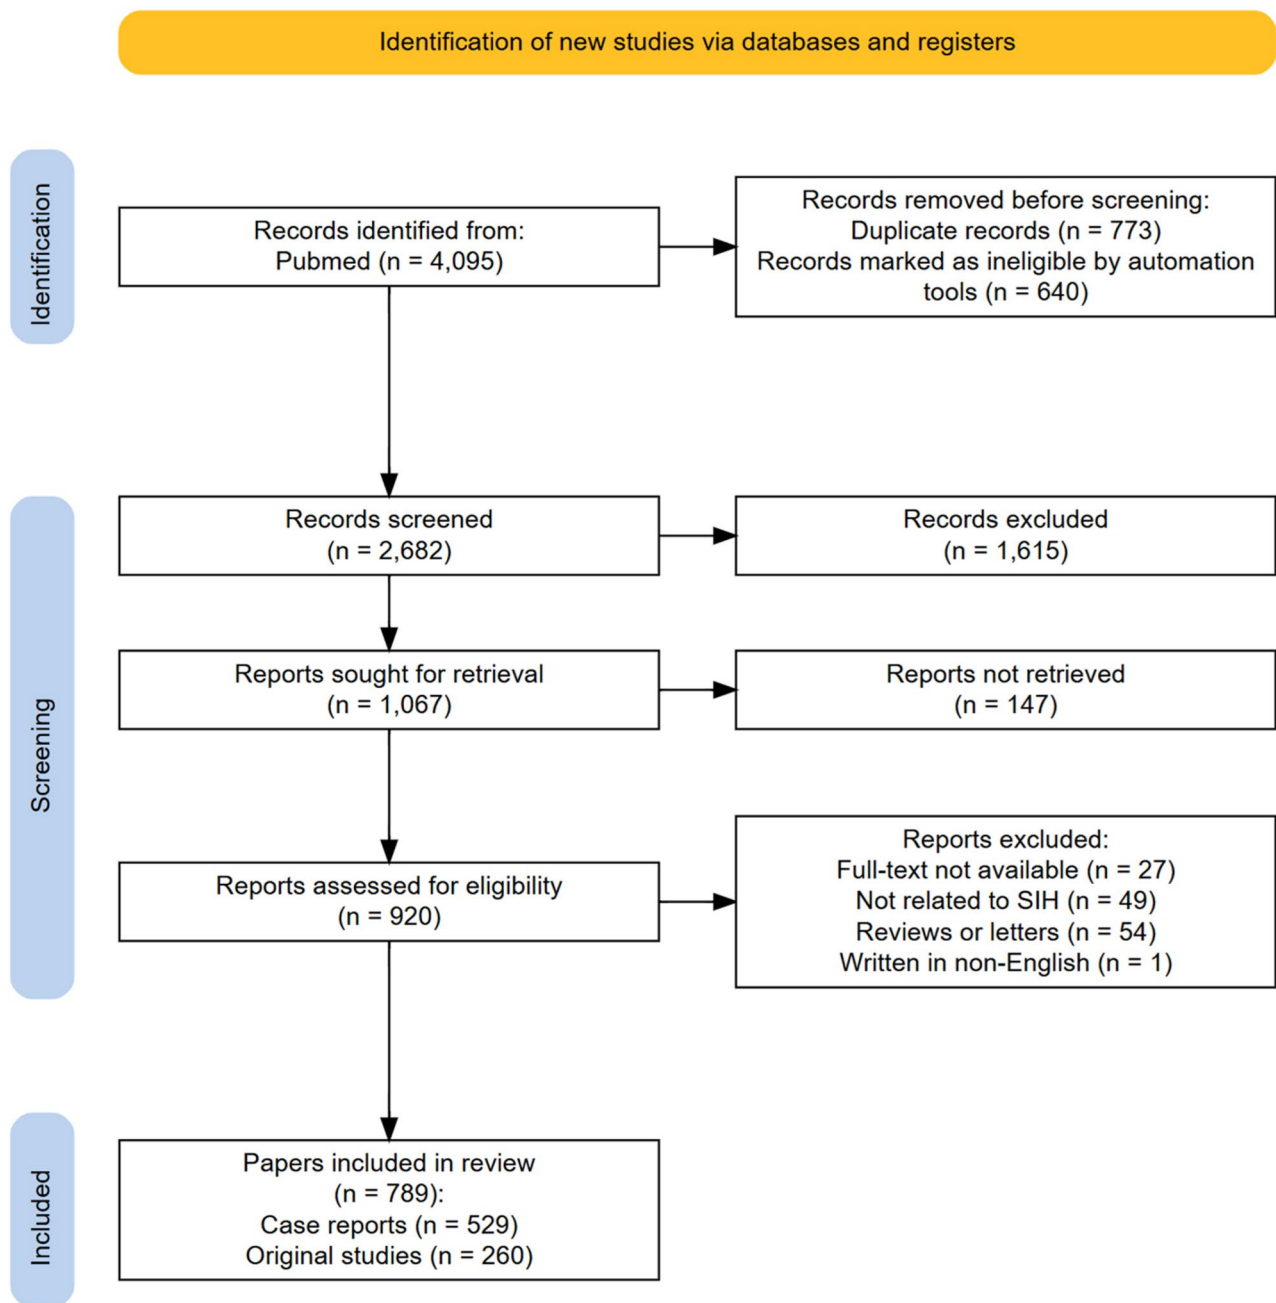 Identification of new studies via databases and registers
Identification
Records identified from:
Pubmed (n = 4,095)
Records removed before screening:
Duplicate records (n = 773)
Records marked as ineligible by automation
tools (n = 640)
Screening
Records screened
(n = 2,682)
Records excluded
(n = 1,615)
Reports sought for retrieval
(n = 1,067)
Reports not retrieved
(n = 147)
Reports assessed for eligibility
(n = 920)
Reports excluded:
Full-text not available (n = 27)
Not related to SIH (n = 49)
Reviews or letters (n = 54)
Written in non-English (n = 1)
Included
Papers included in review
(n = 789):
Case reports (n = 529)
Original studies (n = 260)